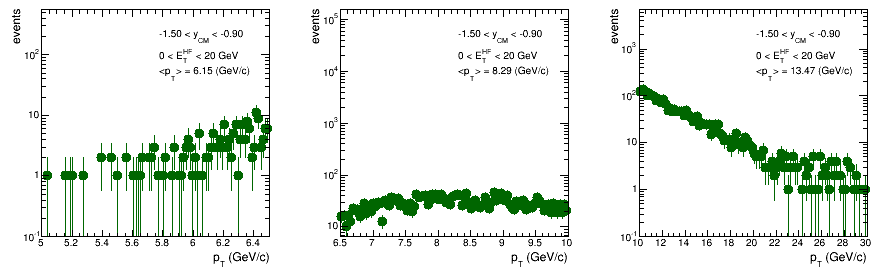 events
-1.50 < y_CM < -0.90
0 < E_T^HF < 20 GeV
<p_T> = 6.15 (GeV/c)
10^2
10
1
10^-1
5 5.2 5.4 5.6 5.8 6 6.2 6.4
p_T (GeV/c)
events
-1.50 < y_CM < -0.90
0 < E_T^HF < 20 GeV
<p_T> = 8.29 (GeV/c)
10^5
10^4
10^3
10^2
10
6.5 7 7.5 8 8.5 9 9.5 10
p_T (GeV/c)
events
-1.50 < y_CM < -0.90
0 < E_T^HF < 20 GeV
<p_T> = 13.47 (GeV/c)
10^3
10^2
10
1
10^-1
10 12 14 16 18 20 22 24 26 28 30
p_T (GeV/c)